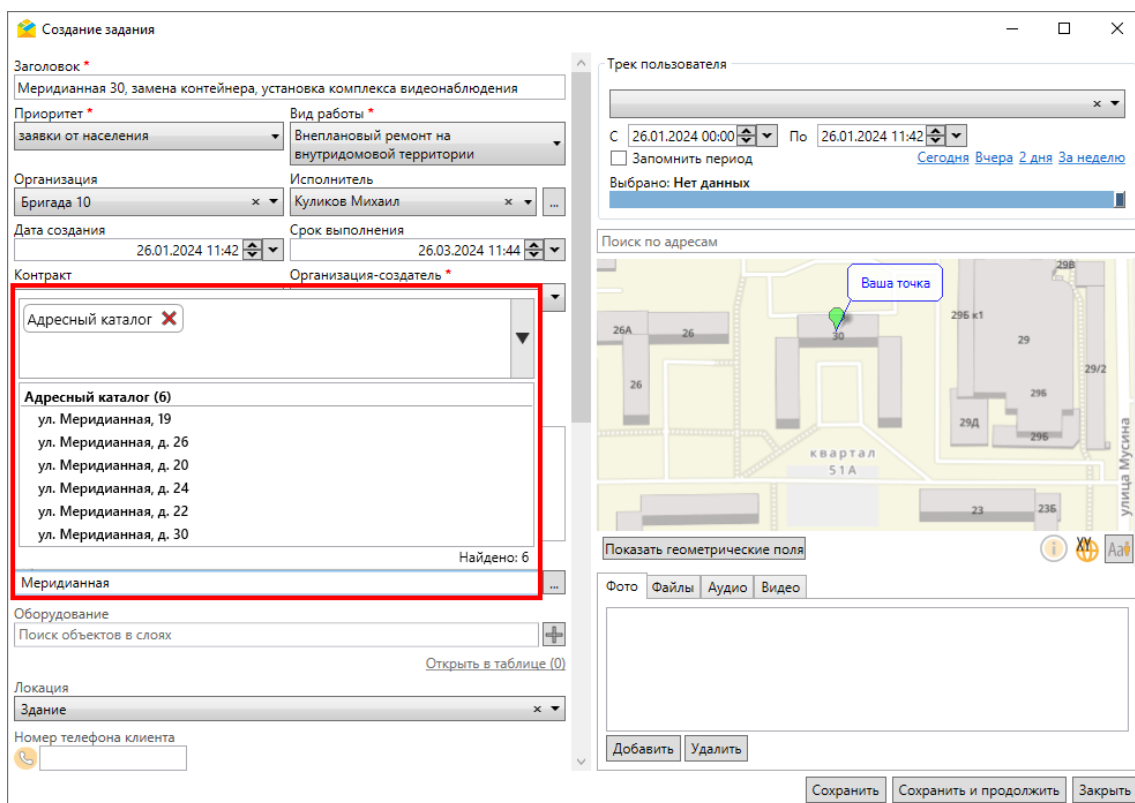 Создание задания
Заголовок *
Меридианная 30, замена контейнера, установка комплекса видеонаблюдения
Приоритет *
Вид работы *
заявки от населения
Внеплановый ремонт на
внутридомовой территории
Организация
Исполнитель
Бригада 10
Куликов Михаил
...
Дата создания
Срок выполнения
26.01.2024 11:42
26.03.2024 11:44
Контракт
Организация-создатель *
Адресный каталог
Адресный каталог (6)
ул. Меридианная, 19
ул. Меридианная, д. 26
ул. Меридианная, д. 20
ул. Меридианная, д. 24
ул. Меридианная, д. 22
ул. Меридианная, д. 30
Найдено: 6
Меридианная
...
Оборудование
Поиск объектов в слоях
Открыть в таблице (0)
Локация
Здание
Номер телефона клиента
Трек пользователя
С 26.01.2024 00:00 По 26.01.2024 11:42
Запомнить период
Сегодня Вчера 2 дня За неделю
Выбрано: Нет данных
Поиск по адресам
29В
Ваша точка
29Б к1
26А
26
30
29
29/2
26
29Б
29Д
29Б
квартал
51А
улица Мусина
23
23Б
Показать геометрические поля
i
XY
Аа
Фото Файлы Аудио Видео
Добавить Удалить
Сохранить Сохранить и продолжить Закрыть